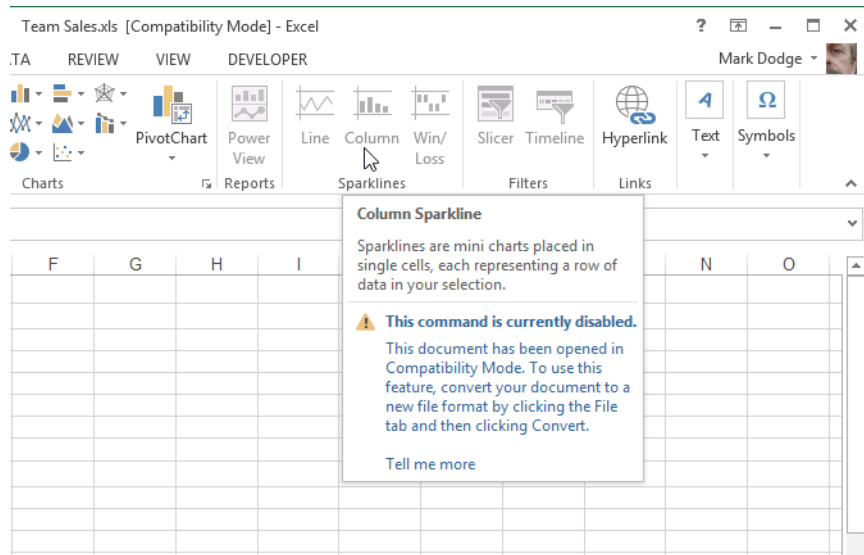 Team Sales.xls [Compatibility Mode] - Excel
?
TA REVIEW VIEW DEVELOPER Mark Dodge
PivotChart Power View Line Column Win/ Loss Slicer Timeline Hyperlink A Text Ω Symbols
Charts Reports Sparklines Filters Links
Column Sparkline
Sparklines are mini charts placed in
single cells, each representing a row of
data in your selection.
This command is currently disabled.
This document has been opened in
Compatibility Mode. To use this
feature, convert your document to a
new file format by clicking the File
tab and then clicking Convert.
Tell me more
F G H I N O